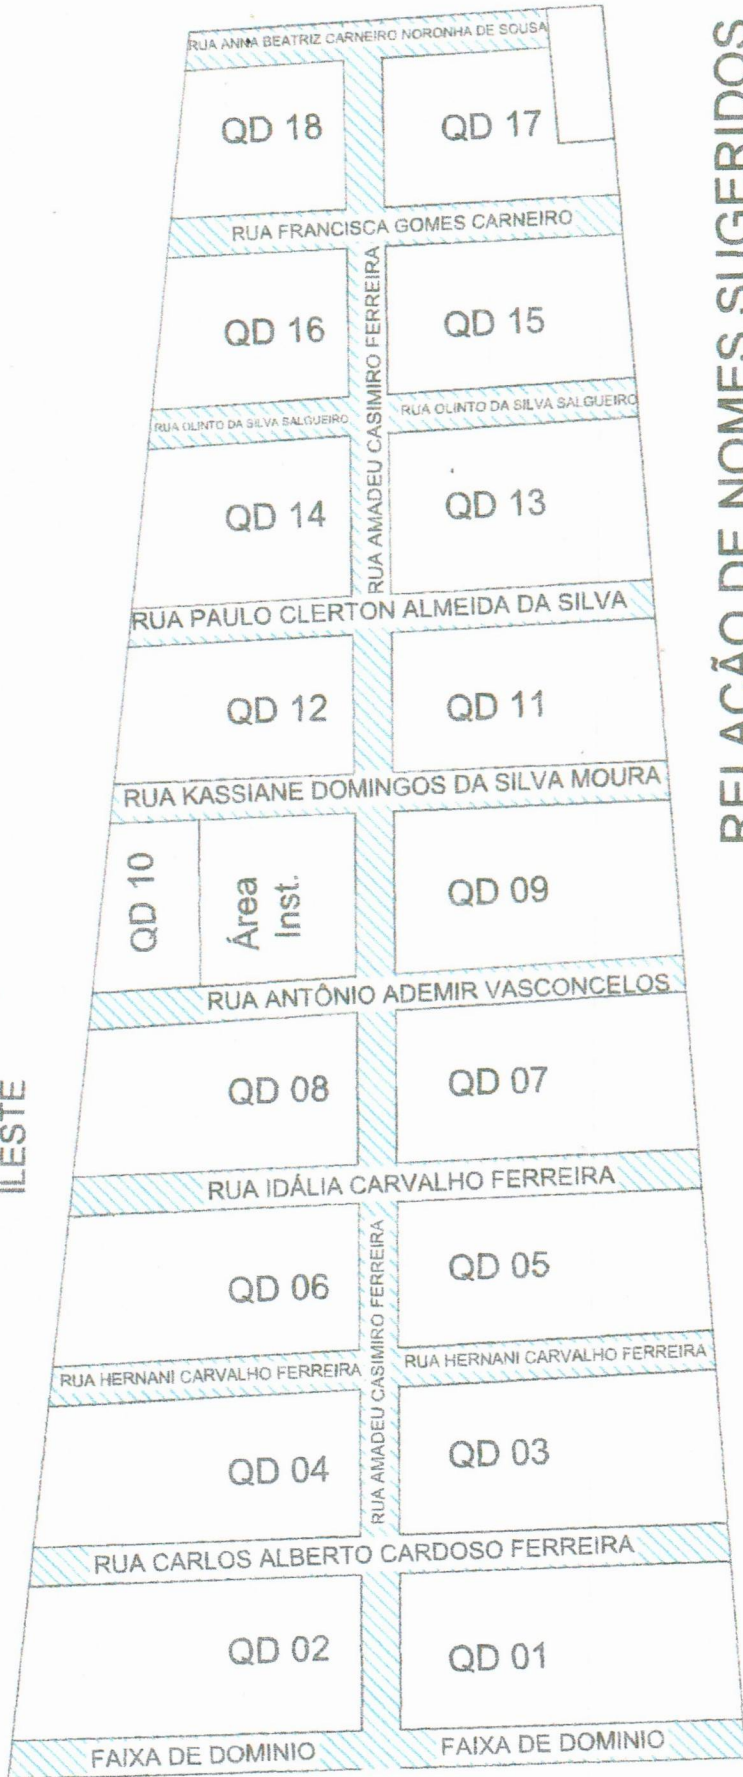 RUA ANNA BEATRIZ CARNEIRO NORONHA DE SOUSA
QD 18
QD 17
RUA FRANCISCA GOMES CARNEIRO
QD 16
QD 15
RUA AMADEU CASIMIRO FERREIRA
RUA OLINTO DA SILVA SALGUEIRO
RUA OLINTO DA SILVA SALGUEIRO
QD 14
QD 13
RUA PAULO CLERTON ALMEIDA DA SILVA
QD 12
QD 11
RUA KASSIANE DOMINGOS DA SILVA MOURA
QD 10
Área
Inst.
QD 09
RUA ANTÔNIO ADEMIR VASCONCELOS
QD 08
QD 07
RUA IDÁLIA CARVALHO FERREIRA
QD 06
QD 05
RUA AMADEU CASIMIRO FERREIRA
RUA HERNANI CARVALHO FERREIRA
RUA HERNANI CARVALHO FERREIRA
QD 04
QD 03
RUA CARLOS ALBERTO CARDOSO FERREIRA
QD 02
QD 01
FAIXA DE DOMINIO
FAIXA DE DOMINIO
RELAÇÃO DE NOMES SUGERIDOS